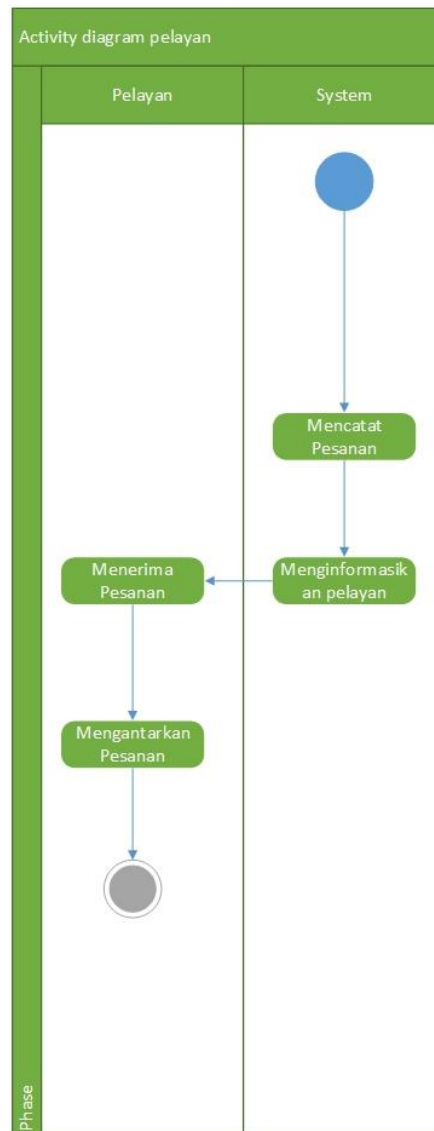 Activity diagram pelayan
Pelayan
System
Mencatat
Pesanan
Menerima
Pesanan
Menginformasik
an pelayan
Mengantarkan
Pesanan
Phase